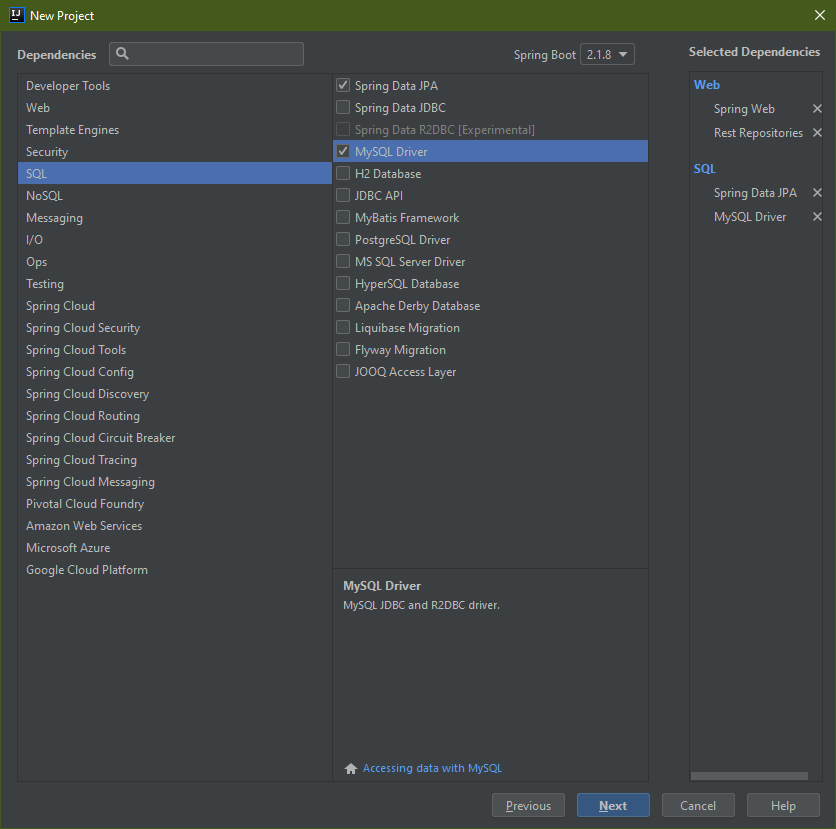 New Project
Dependencies
Spring Boot 2.1.8
Selected Dependencies
Developer Tools
Web
Template Engines
Security
SQL
NoSQL
Messaging
I/O
Ops
Testing
Spring Cloud
Spring Cloud Security
Spring Cloud Tools
Spring Cloud Config
Spring Cloud Discovery
Spring Cloud Routing
Spring Cloud Circuit Breaker
Spring Cloud Tracing
Spring Cloud Messaging
Pivotal Cloud Foundry
Amazon Web Services
Microsoft Azure
Google Cloud Platform
Spring Data JPA
Spring Data JDBC
Spring Data R2DBC [Experimental]
MySQL Driver
H2 Database
JDBC API
MyBatis Framework
PostgreSQL Driver
MS SQL Server Driver
HyperSQL Database
Apache Derby Database
Liquibase Migration
Flyway Migration
JOOQ Access Layer
MySQL Driver
MySQL JDBC and R2DBC driver.
Accessing data with MySQL
Web
Spring Web
Rest Repositories
SQL
Spring Data JPA
MySQL Driver
Previous
Next
Cancel
Help